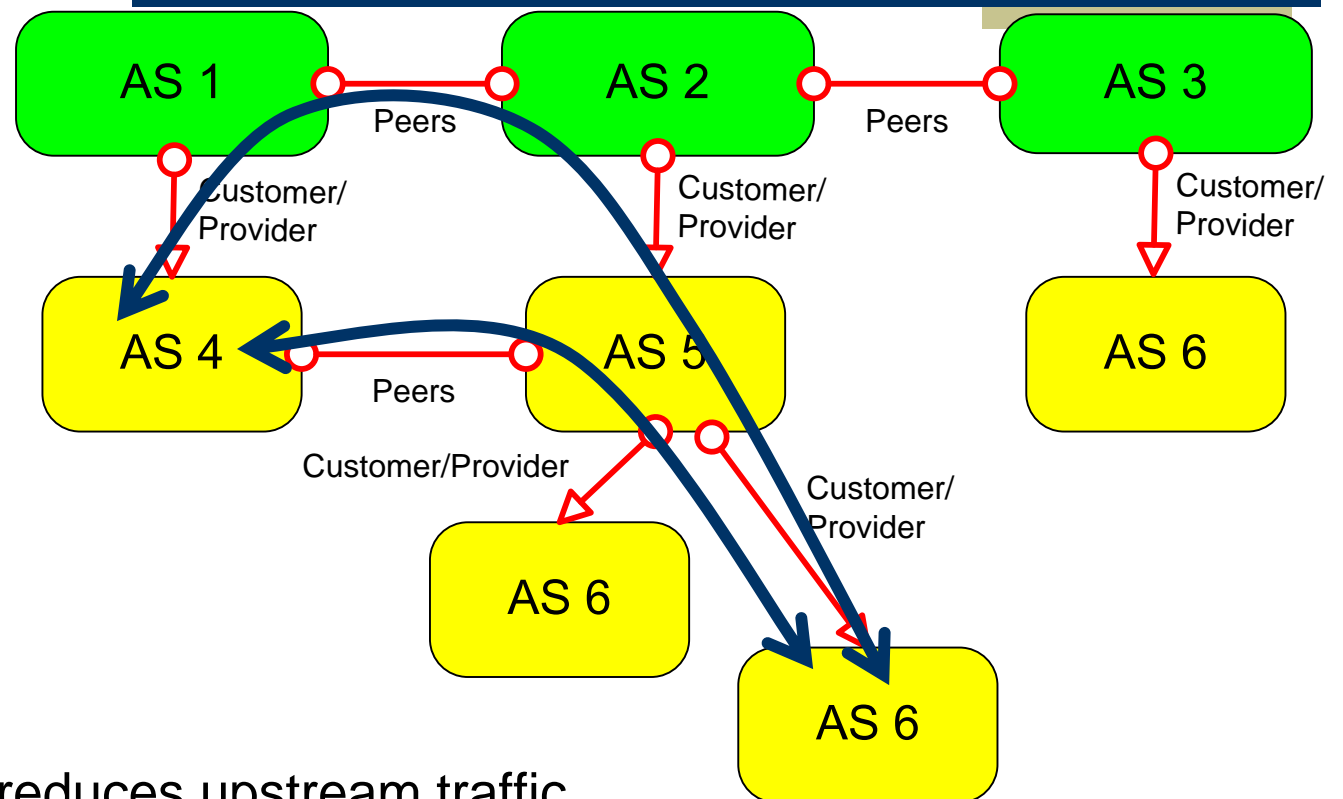 AS 1
AS 2
AS 3
Peers
Peers
Customer/
Provider
Customer/
Provider
Customer/
Provider
AS 4
AS 5
AS 6
Peers
Customer/Provider
Customer/
Provider
AS 6
AS 6
reduces upstream traffic